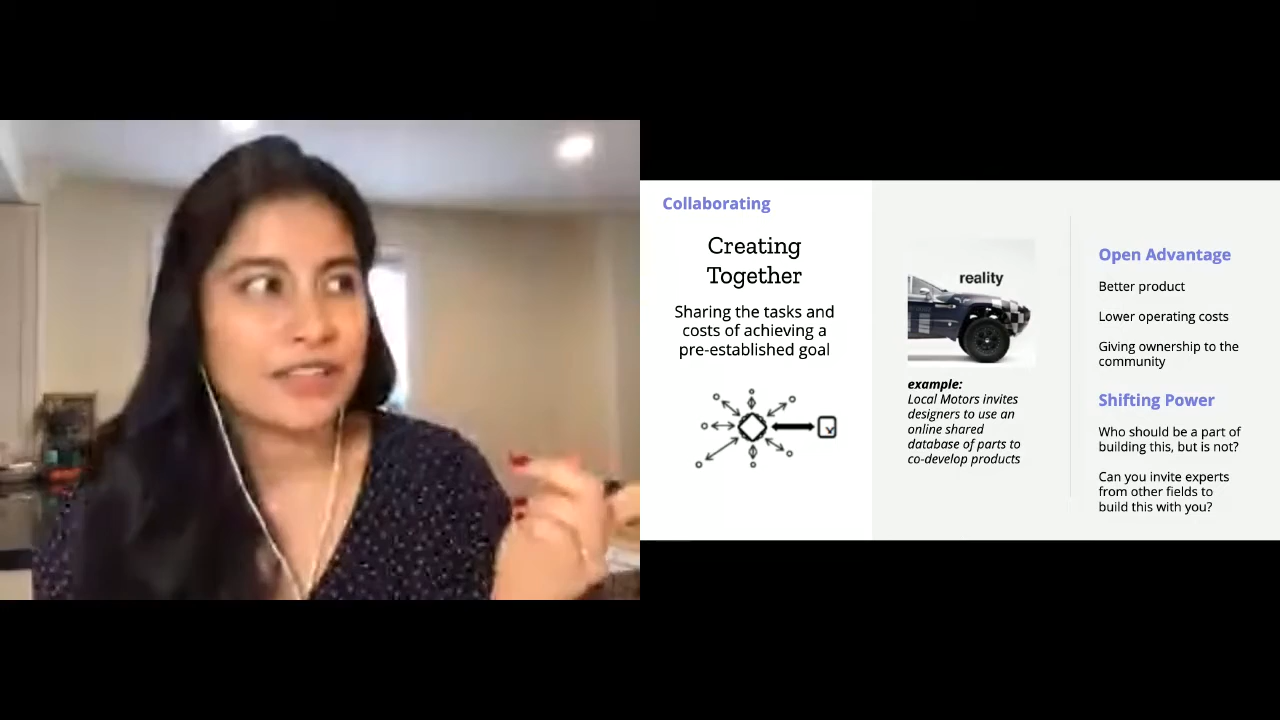 Collaborating
Creating
Together
Sharing the tasks and
costs of achieving a
pre-established goal
reality
example:
Local Motors invites
designers to use an
online shared
database of parts to
co-develop products
Open Advantage
Better product
Lower operating costs
Giving ownership to the
community
Shifting Power
Who should be a part of
building this, but is not?
Can you invite experts
from other fields to
build this with you?